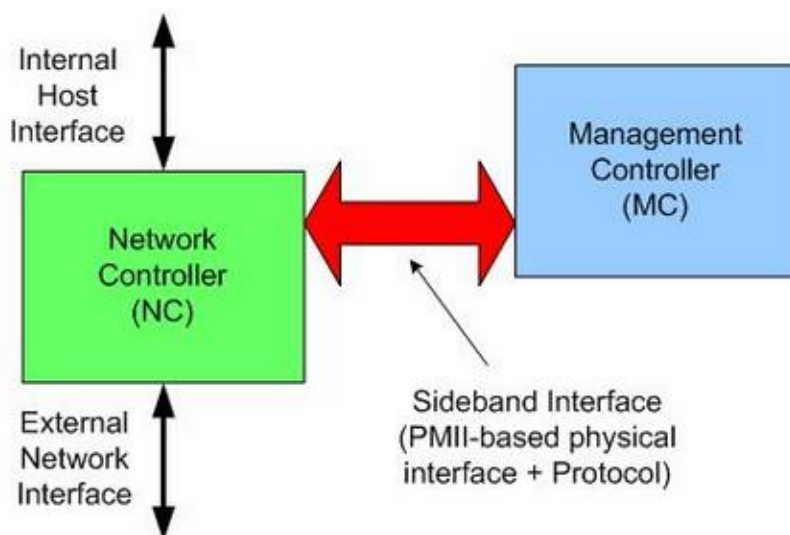 Internal
Host
Interface
Management
Controller
(MC)
Network
Controller
(NC)
External
Network
Interface
Sideband Interface
(PMII-based physical
interface + Protocol)